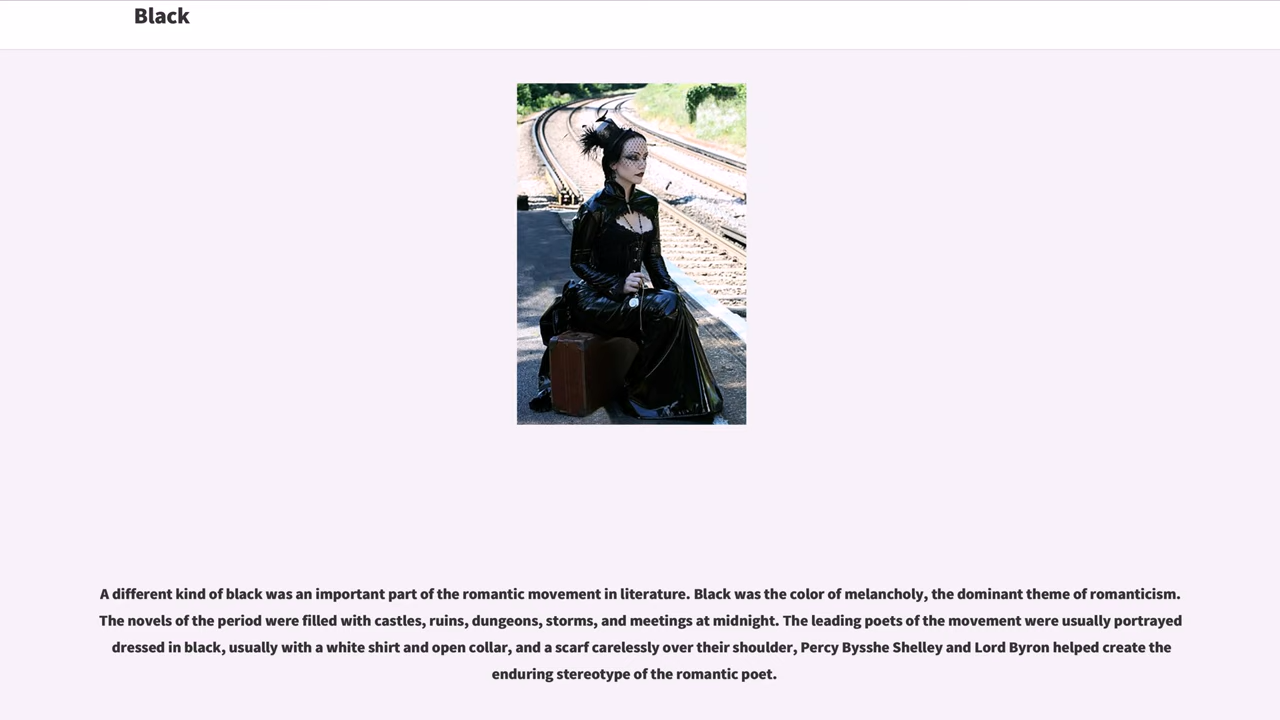 Black
A different kind of black was an important part of the romantic movement in literature. Black was the color of melancholy, the dominant theme of romanticism.
The novels of the period were filled with castles, ruins, dungeons, storms, and meetings at midnight. The leading poets of the movement were usually portrayed
dressed in black, usually with a white shirt and open collar, and a scarf carelessly over their shoulder, Percy Bysshe Shelley and Lord Byron helped create the
enduring stereotype of the romantic poet.